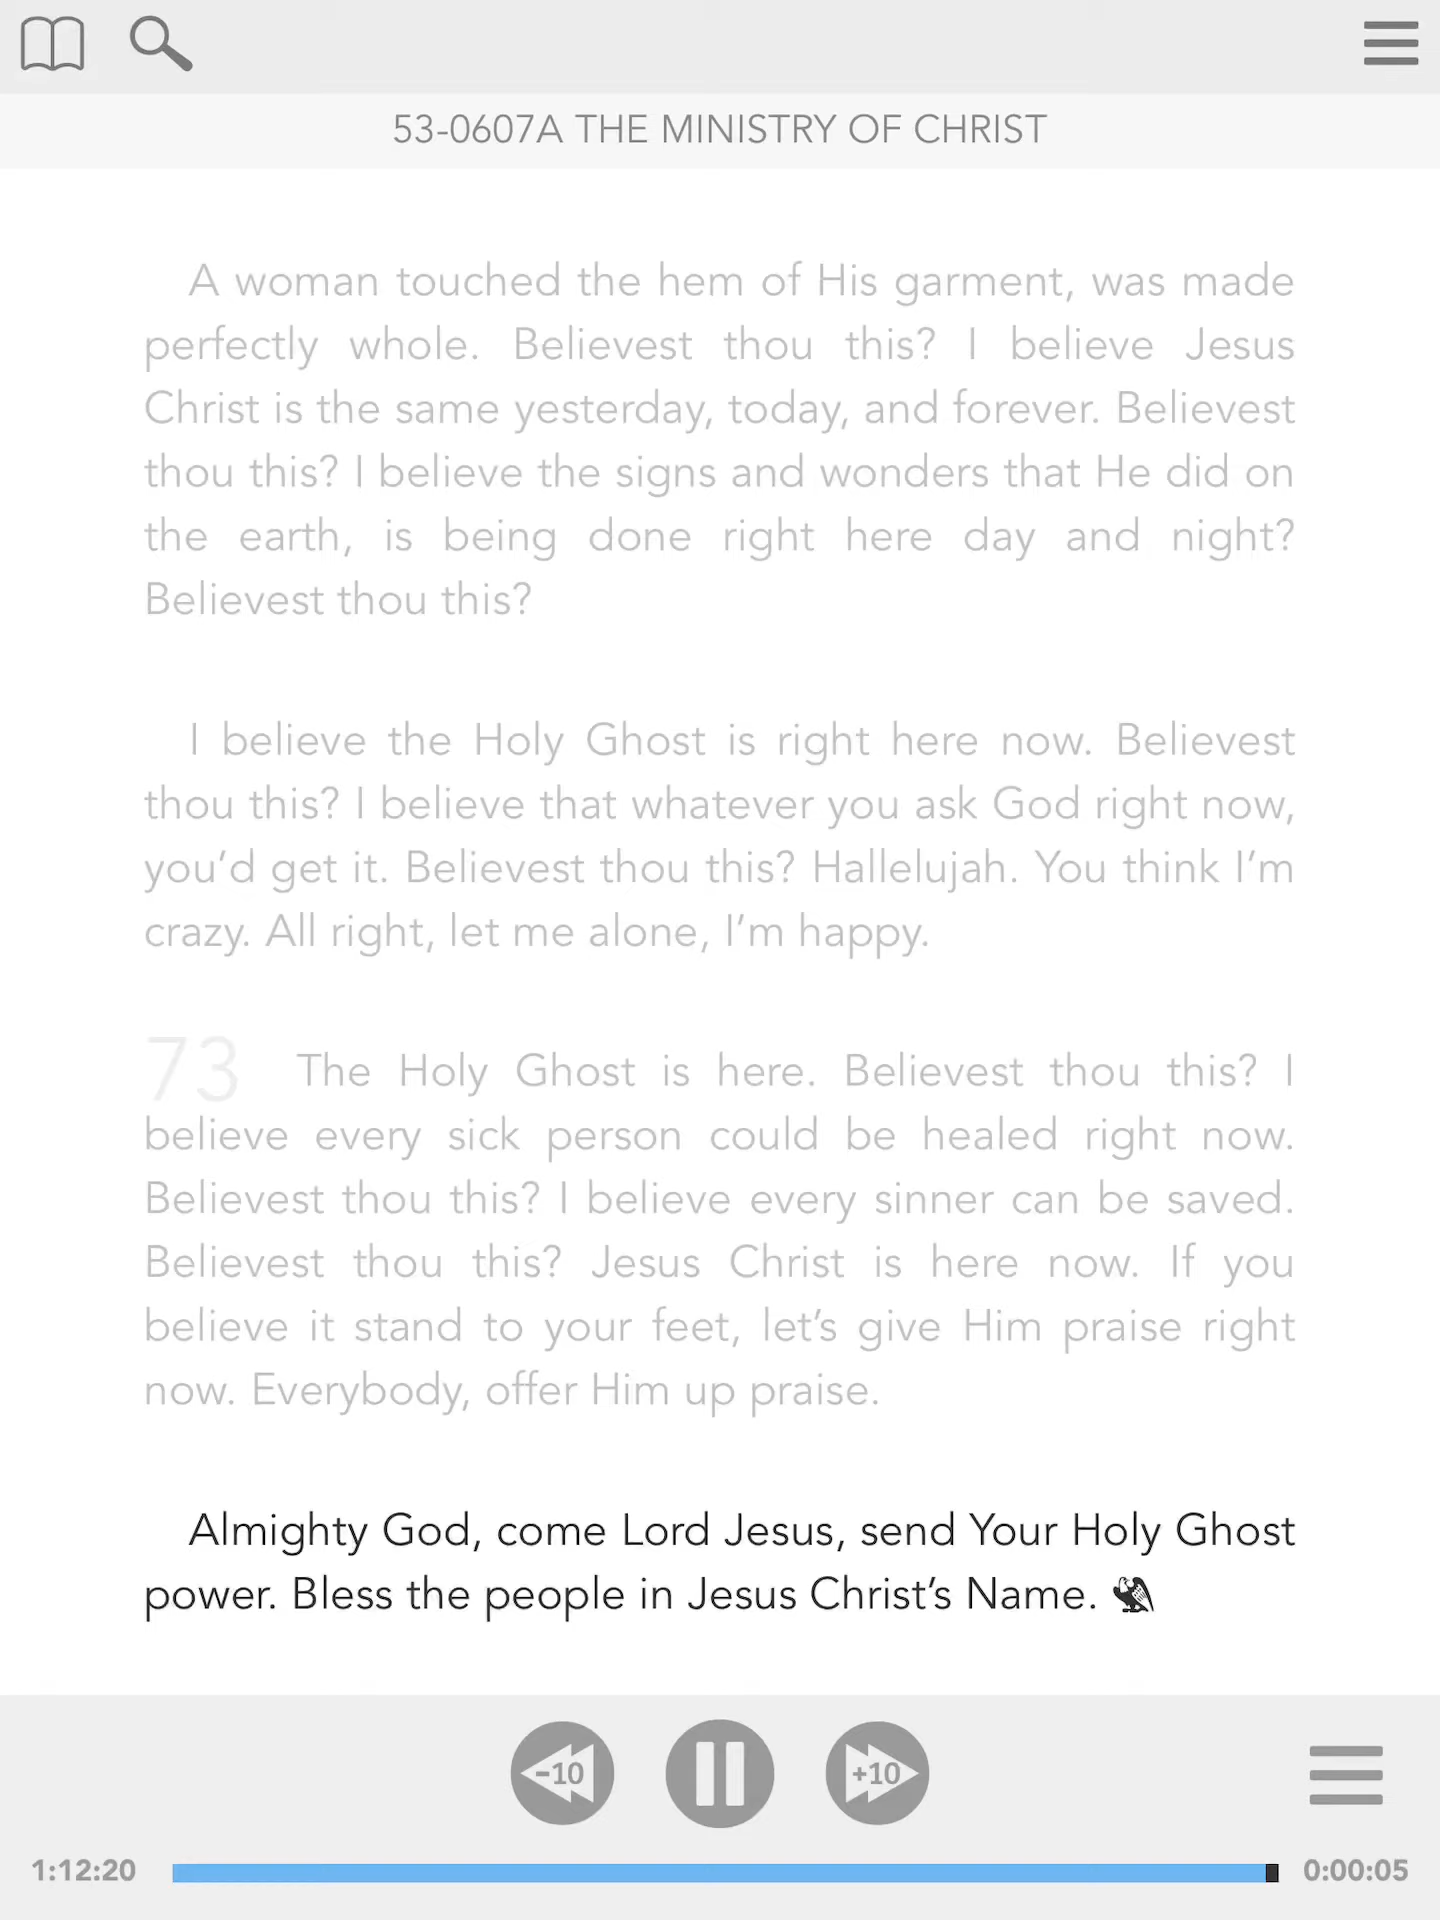 53-0607A THE MINISTRY OF CHRIST
A woman touched the hem of His garment, was made
perfectly whole. Believest thou this? I believe Jesus
Christ is the same yesterday, today, and forever. Believest
thou this? I believe the signs and wonders that He did on
the earth, is being done right here day and night?
Believest thou this?
I believe the Holy Ghost is right here now. Believest
thou this? I believe that whatever you ask God right now,
you’d get it. Believest thou this? Hallelujah. You think I’m
crazy. All right, let me alone, I’m happy.
73 The Holy Ghost is here. Believest thou this? I
believe every sick person could be healed right now.
Believest thou this? I believe every sinner can be saved.
Believest thou this? Jesus Christ is here now. If you
believe it stand to your feet, let’s give Him praise right
now. Everybody, offer Him up praise.
Almighty God, come Lord Jesus, send Your Holy Ghost
power. Bless the people in Jesus Christ’s Name.
-10 +10
1:12:20 0:00:05